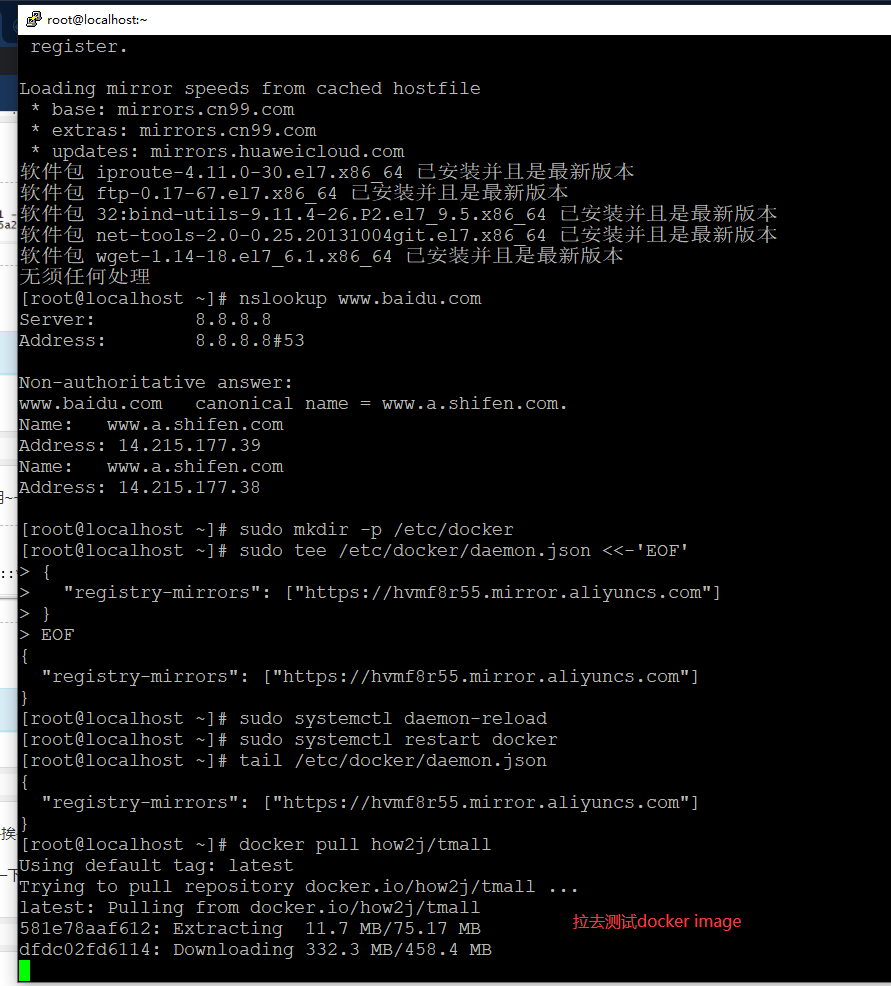 root@localhost:~
register.
Loading mirror speeds from cached hostfile
* base: mirrors.cn99.com
* extras: mirrors.cn99.com
* updates: mirrors.huaweicloud.com
软件包 iproute-4.11.0-30.el7.x86_64 已安装并且是最新版本
软件包 ftp-0.17-67.el7.x86_64 已安装并且是最新版本
软件包 32:bind-utils-9.11.4-26.P2.el7_9.5.x86_64 已安装并且是最新版本
软件包 net-tools-2.0-0.25.20131004git.el7.x86_64 已安装并且是最新版本
软件包 wget-1.14-18.el7_6.1.x86_64 已安装并且是最新版本
无须任何处理
[root@localhost ~]# nslookup www.baidu.com
Server:         8.8.8.8
Address:        8.8.8.8#53
Non-authoritative answer:
www.baidu.com   canonical name = www.a.shifen.com.
Name:   www.a.shifen.com
Address: 14.215.177.39
Name:   www.a.shifen.com
Address: 14.215.177.38
[root@localhost ~]# sudo mkdir -p /etc/docker
[root@localhost ~]# sudo tee /etc/docker/daemon.json <<-'EOF'
> {
>   "registry-mirrors": ["https://hvmf8r55.mirror.aliyuncs.com"]
> }
> EOF
{
  "registry-mirrors": ["https://hvmf8r55.mirror.aliyuncs.com"]
}
[root@localhost ~]# sudo systemctl daemon-reload
[root@localhost ~]# sudo systemctl restart docker
[root@localhost ~]# tail /etc/docker/daemon.json
{
  "registry-mirrors": ["https://hvmf8r55.mirror.aliyuncs.com"]
}
[root@localhost ~]# docker pull how2j/tmall
Using default tag: latest
Trying to pull repository docker.io/how2j/tmall ...
latest: Pulling from docker.io/how2j/tmall
581e78aaf612: Extracting  11.7 MB/75.17 MB
dfdc02fd6114: Downloading 332.3 MB/458.4 MB
拉去测试docker image